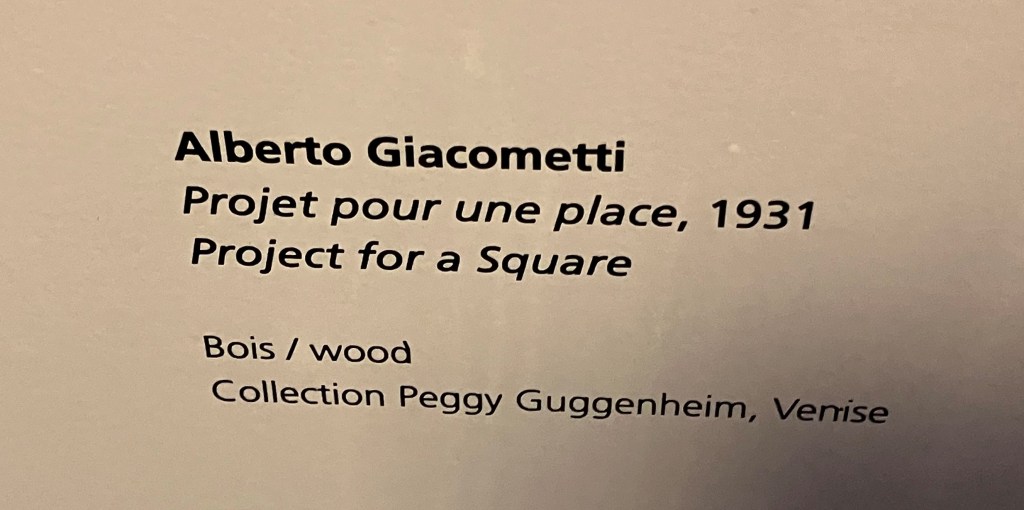 Alberto Giacometti
Projet pour une place, 1931
Project for a Square
Bois / wood
Collection Peggy Guggenheim, Venise